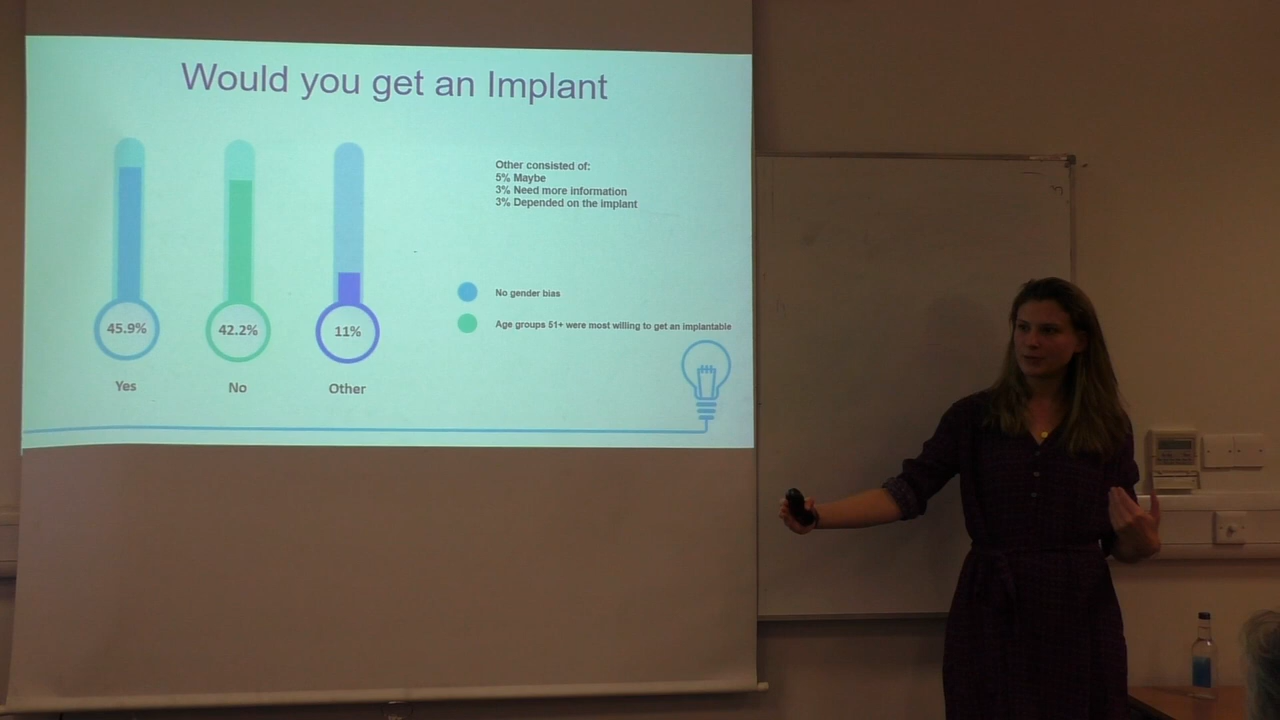 Would you get an Implant
Other consisted of:
5% Maybe
3% Need more information
3% Depended on the implant
No gender bias
Age groups 51+ were most willing to get an implantable
45.9%
42.2%
11%
Yes
No
Other